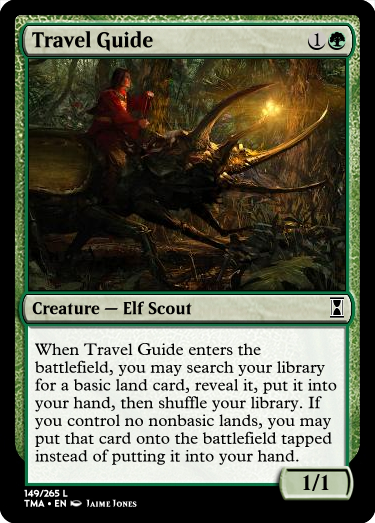 Travel Guide 1
Creature — Elf Scout
When Travel Guide enters the
battlefield, you may search your library
for a basic land card, reveal it, put it into
your hand, then shuffle your library. If
you control no nonbasic lands, you may
put that card onto the battlefield tapped
instead of putting it into your hand.
1/1
149/265 L
TMA • EN Jaime Jones